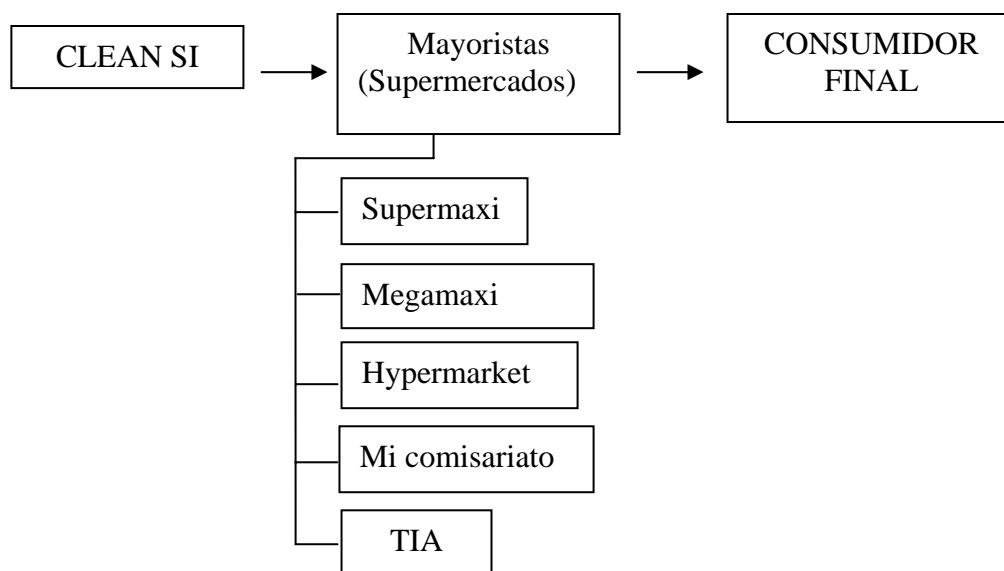 CLEAN SI
Mayoristas
(Supermercados)
CONSUMIDOR
FINAL
Supermaxi
Megamaxi
Hypermarket
Mi comisariato
TIA